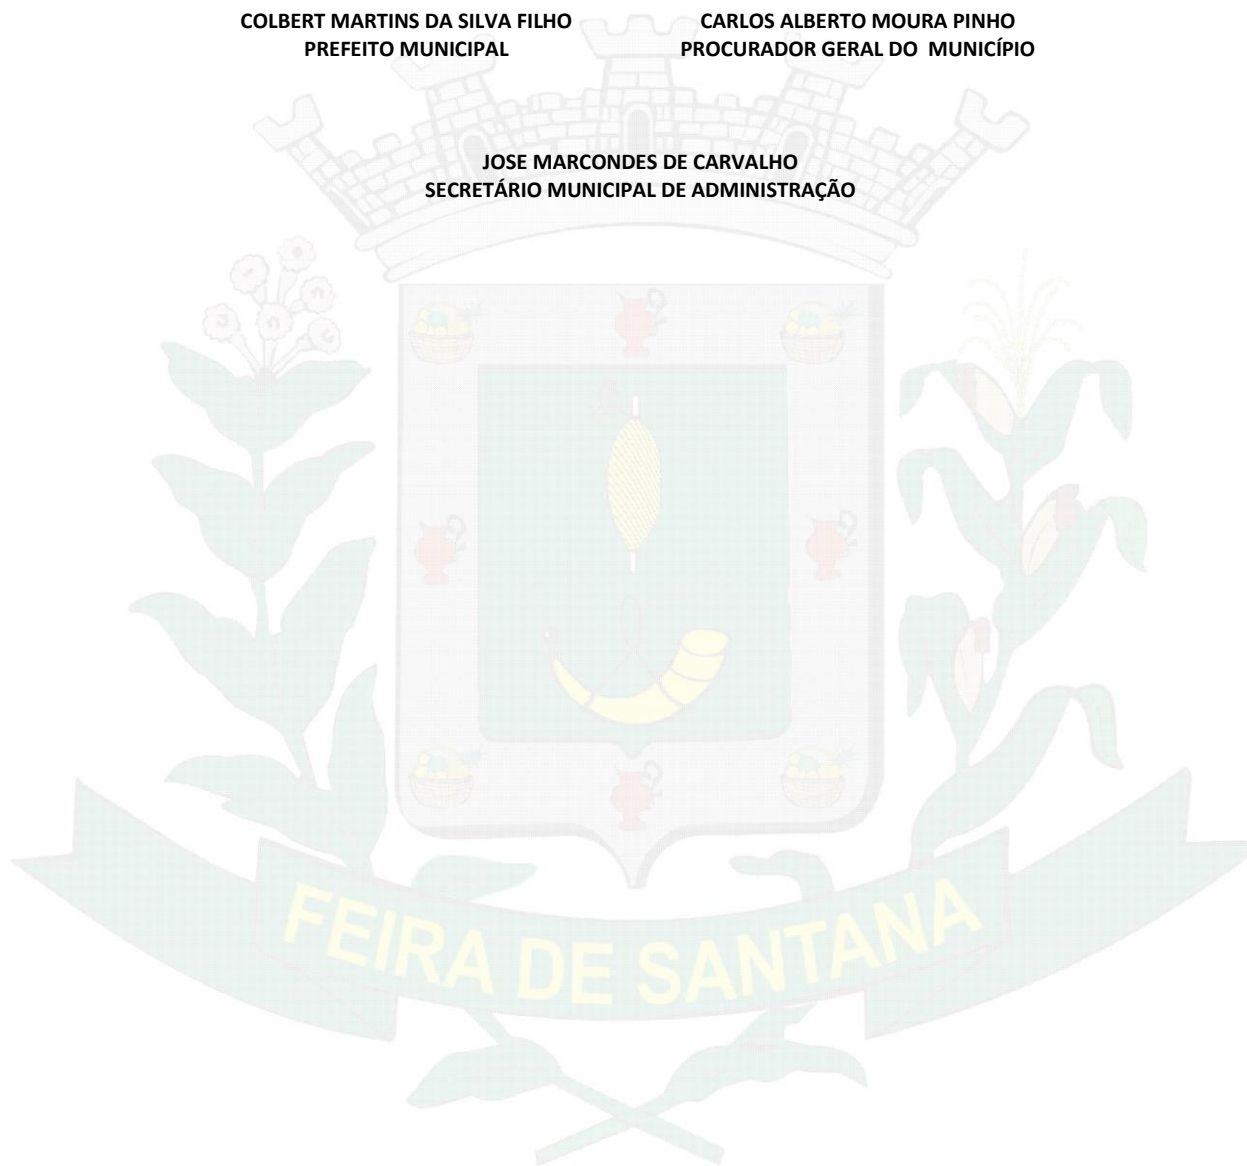 COLBERT MARTINS DA SILVA FILHO
PREFEITO MUNICIPAL
CARLOS ALBERTO MOURA PINHO
PROCURADOR GERAL DO  MUNICÍPIO
JOSE MARCONDES DE CARVALHO
SECRETÁRIO MUNICIPAL DE ADMINISTRAÇÃO
FEIRA DE SANTANA